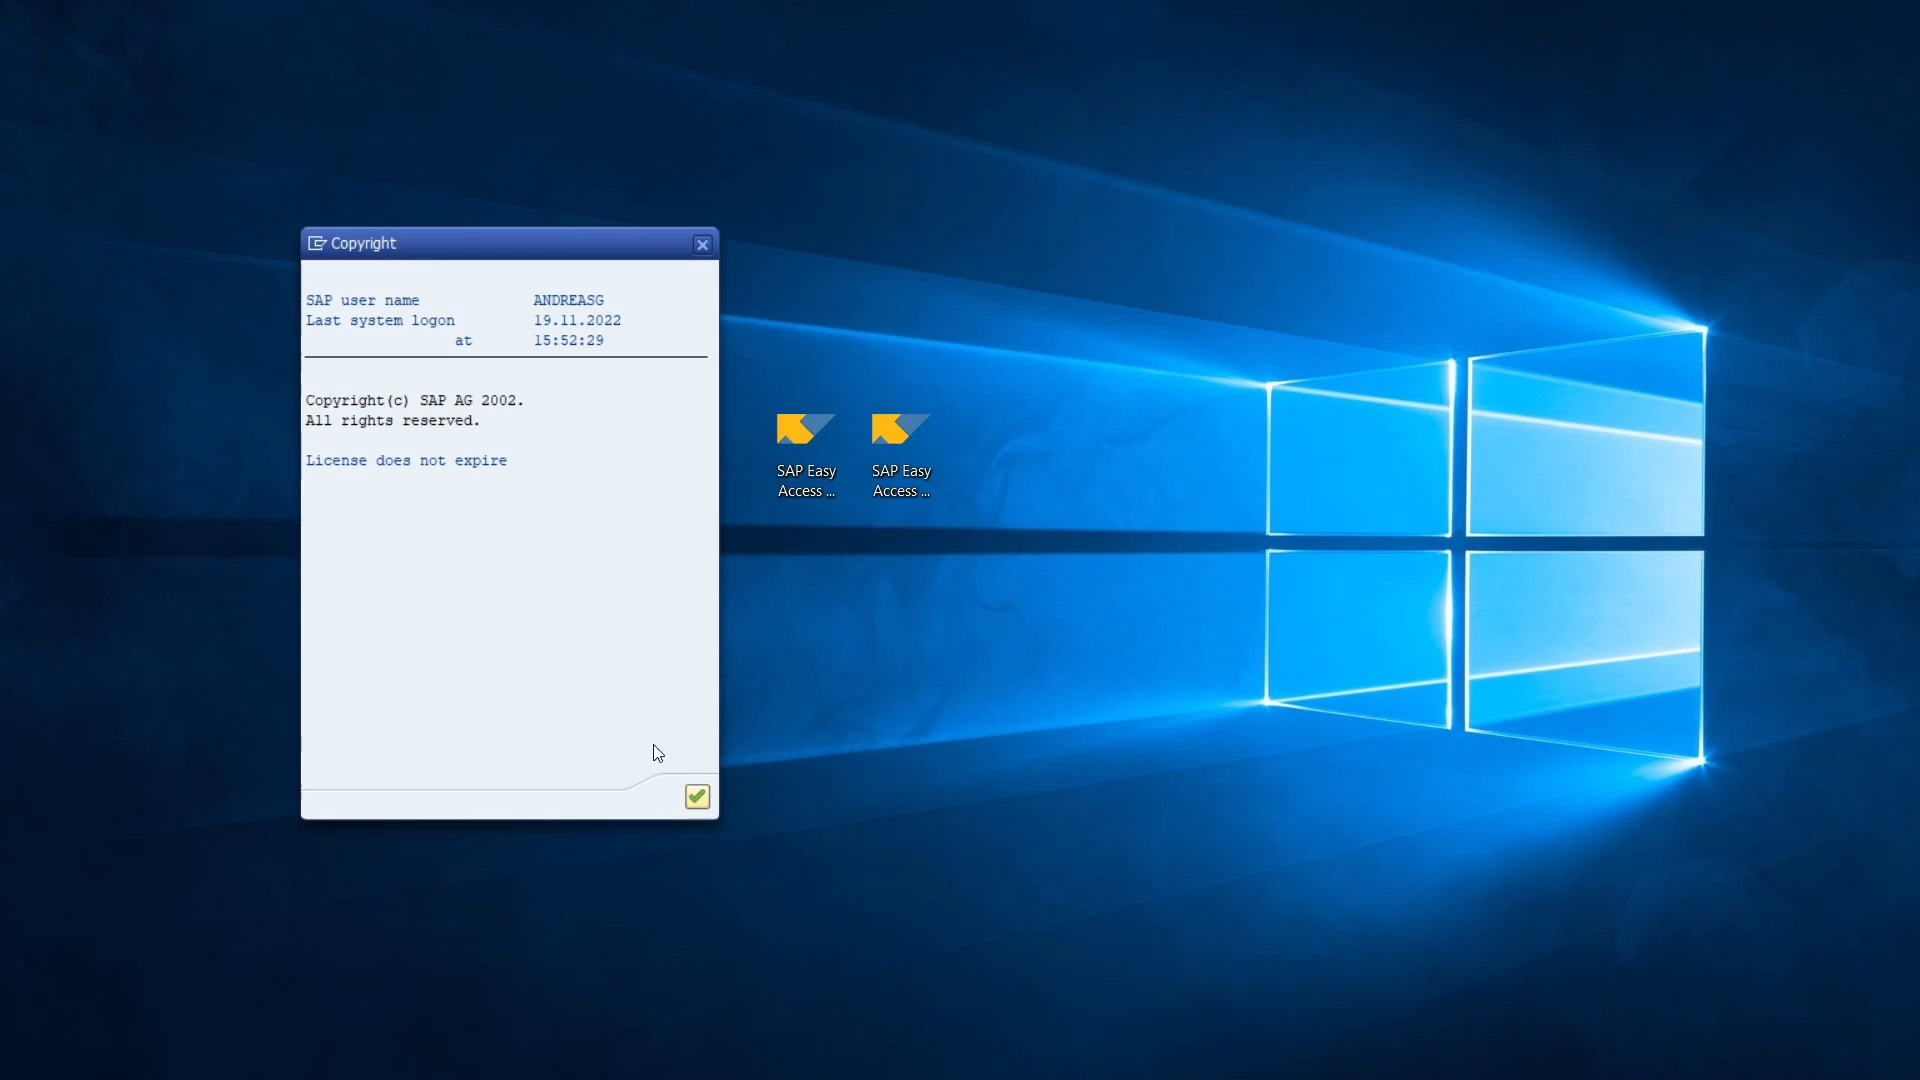 Copyright
SAP user name ANDREASG
Last system logon 19.11.2022
at 15:52:29
Copyright(c) SAP AG 2002.
All rights reserved.
License does not expire
SAP Easy
Access ...
SAP Easy
Access ...